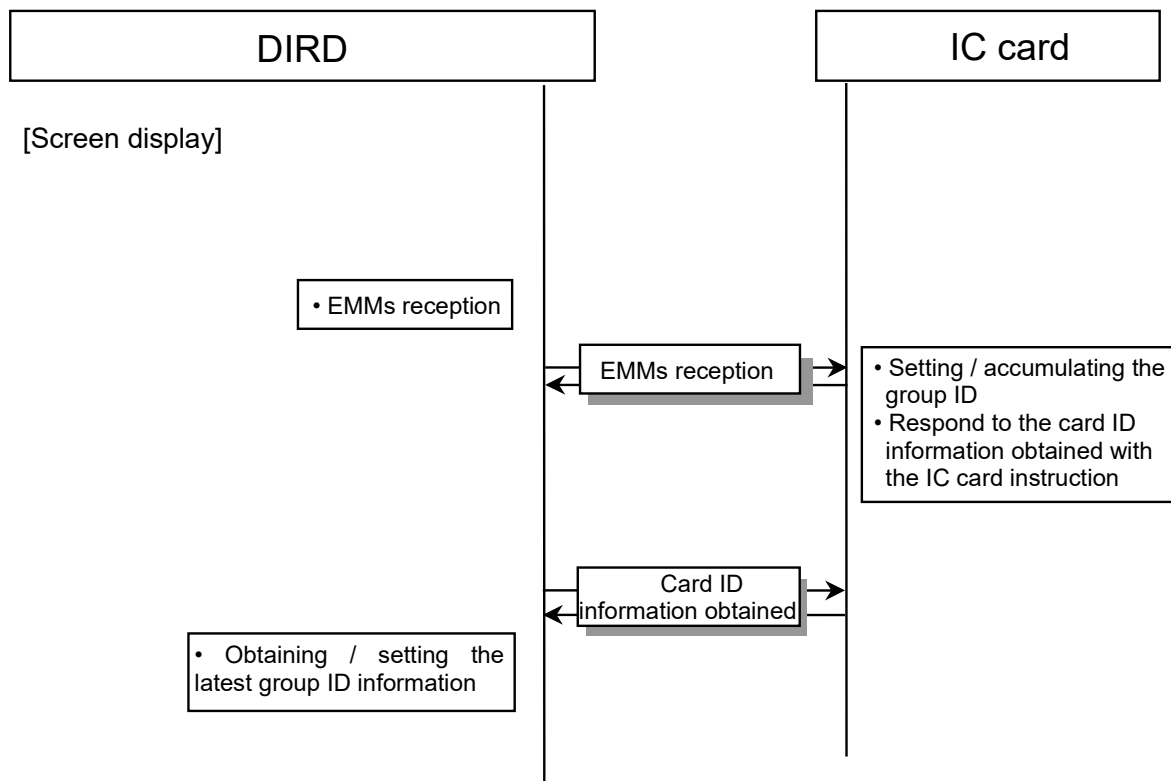 DIRD
IC card
[Screen display]
• EMMs reception
EMMs reception
• Setting / accumulating the
group ID
• Respond to the card ID
information obtained with
the IC card instruction
Card ID
information obtained
• Obtaining / setting the
latest group ID information